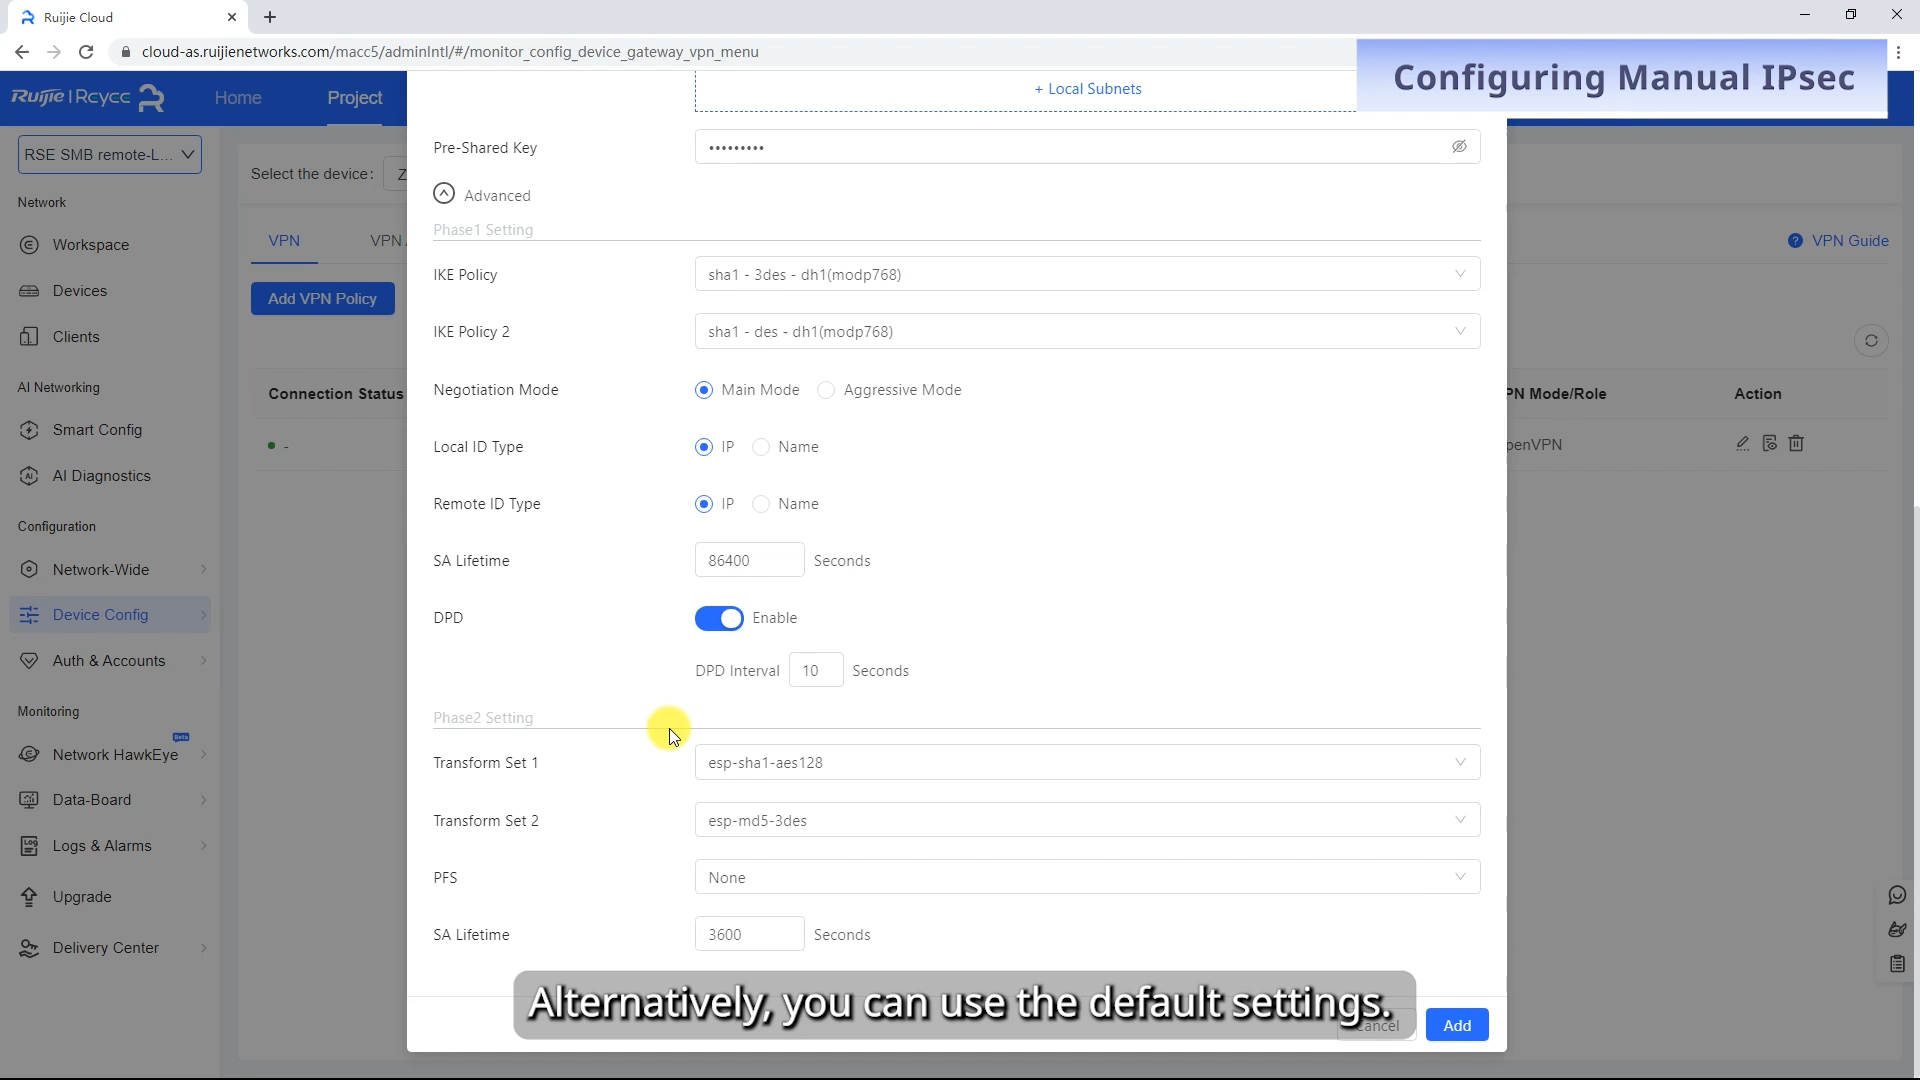 Ruijie Cloud
cloud-as.ruijienetworks.com/macc5/adminIntl/#/monitor_config_device_gateway_vpn_menu
Configuring Manual IPsec
Ruijie | Rcycc
Home
Project
+ Local Subnets
RSE SMB remote-L...
Select the device:
Z
Pre-Shared Key
•••••••••
Advanced
Network
Phase1 Setting
Workspace
VPN
VPN
VPN Guide
IKE Policy
sha1 - 3des - dh1(modp768)
Devices
Add VPN Policy
IKE Policy 2
sha1 - des - dh1(modp768)
Clients
AI Networking
Negotiation Mode
Main Mode
Aggressive Mode
Connection Status
PN Mode/Role
Action
Smart Config
Local ID Type
IP
Name
-
penVPN
AI Diagnostics
Remote ID Type
IP
Name
Configuration
SA Lifetime
86400
Seconds
Network-Wide
Device Config
DPD
Enable
Auth & Accounts
DPD Interval
10
Seconds
Monitoring
Phase2 Setting
Beta
Network HawkEye
Transform Set 1
esp-sha1-aes128
Data-Board
Transform Set 2
esp-md5-3des
Logs & Alarms
PFS
None
Upgrade
SA Lifetime
3600
Seconds
Delivery Center
Alternatively, you can use the default settings.
Cancel
Add